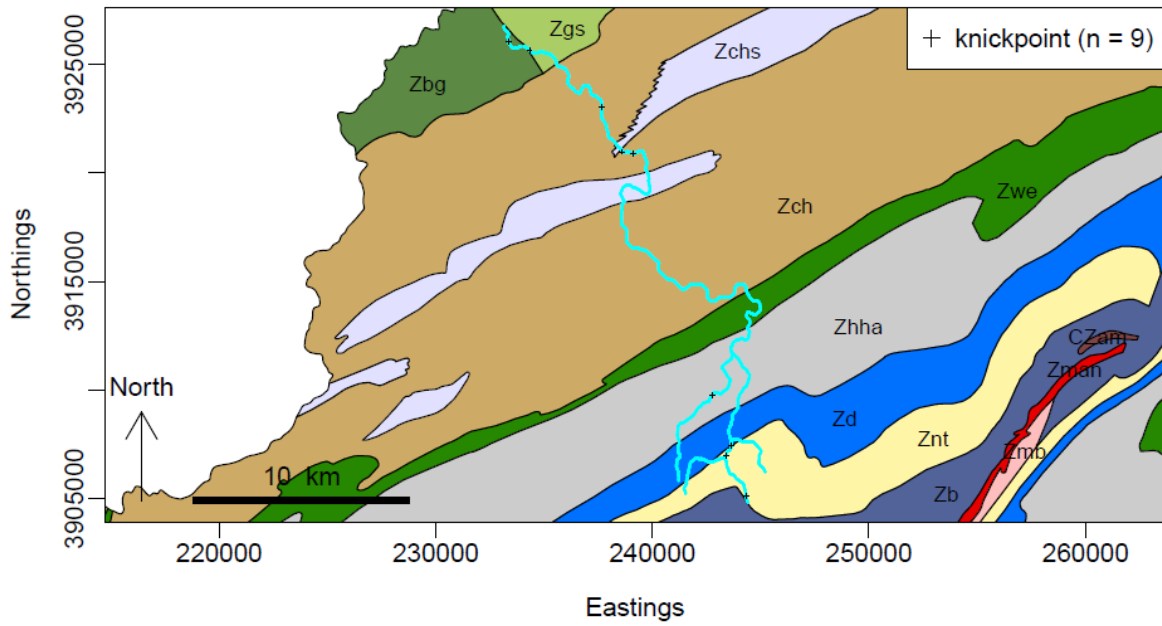 Zgs
+ knickpoint (n = 9)
Zchs
Zbg
3925000
Zwe
Zch
Northings
3915000
Zhha
CZam
Zman
North
Zd
Znt
Zmb
10 km
Zb
3905000
220000
230000
240000
250000
260000
Eastings